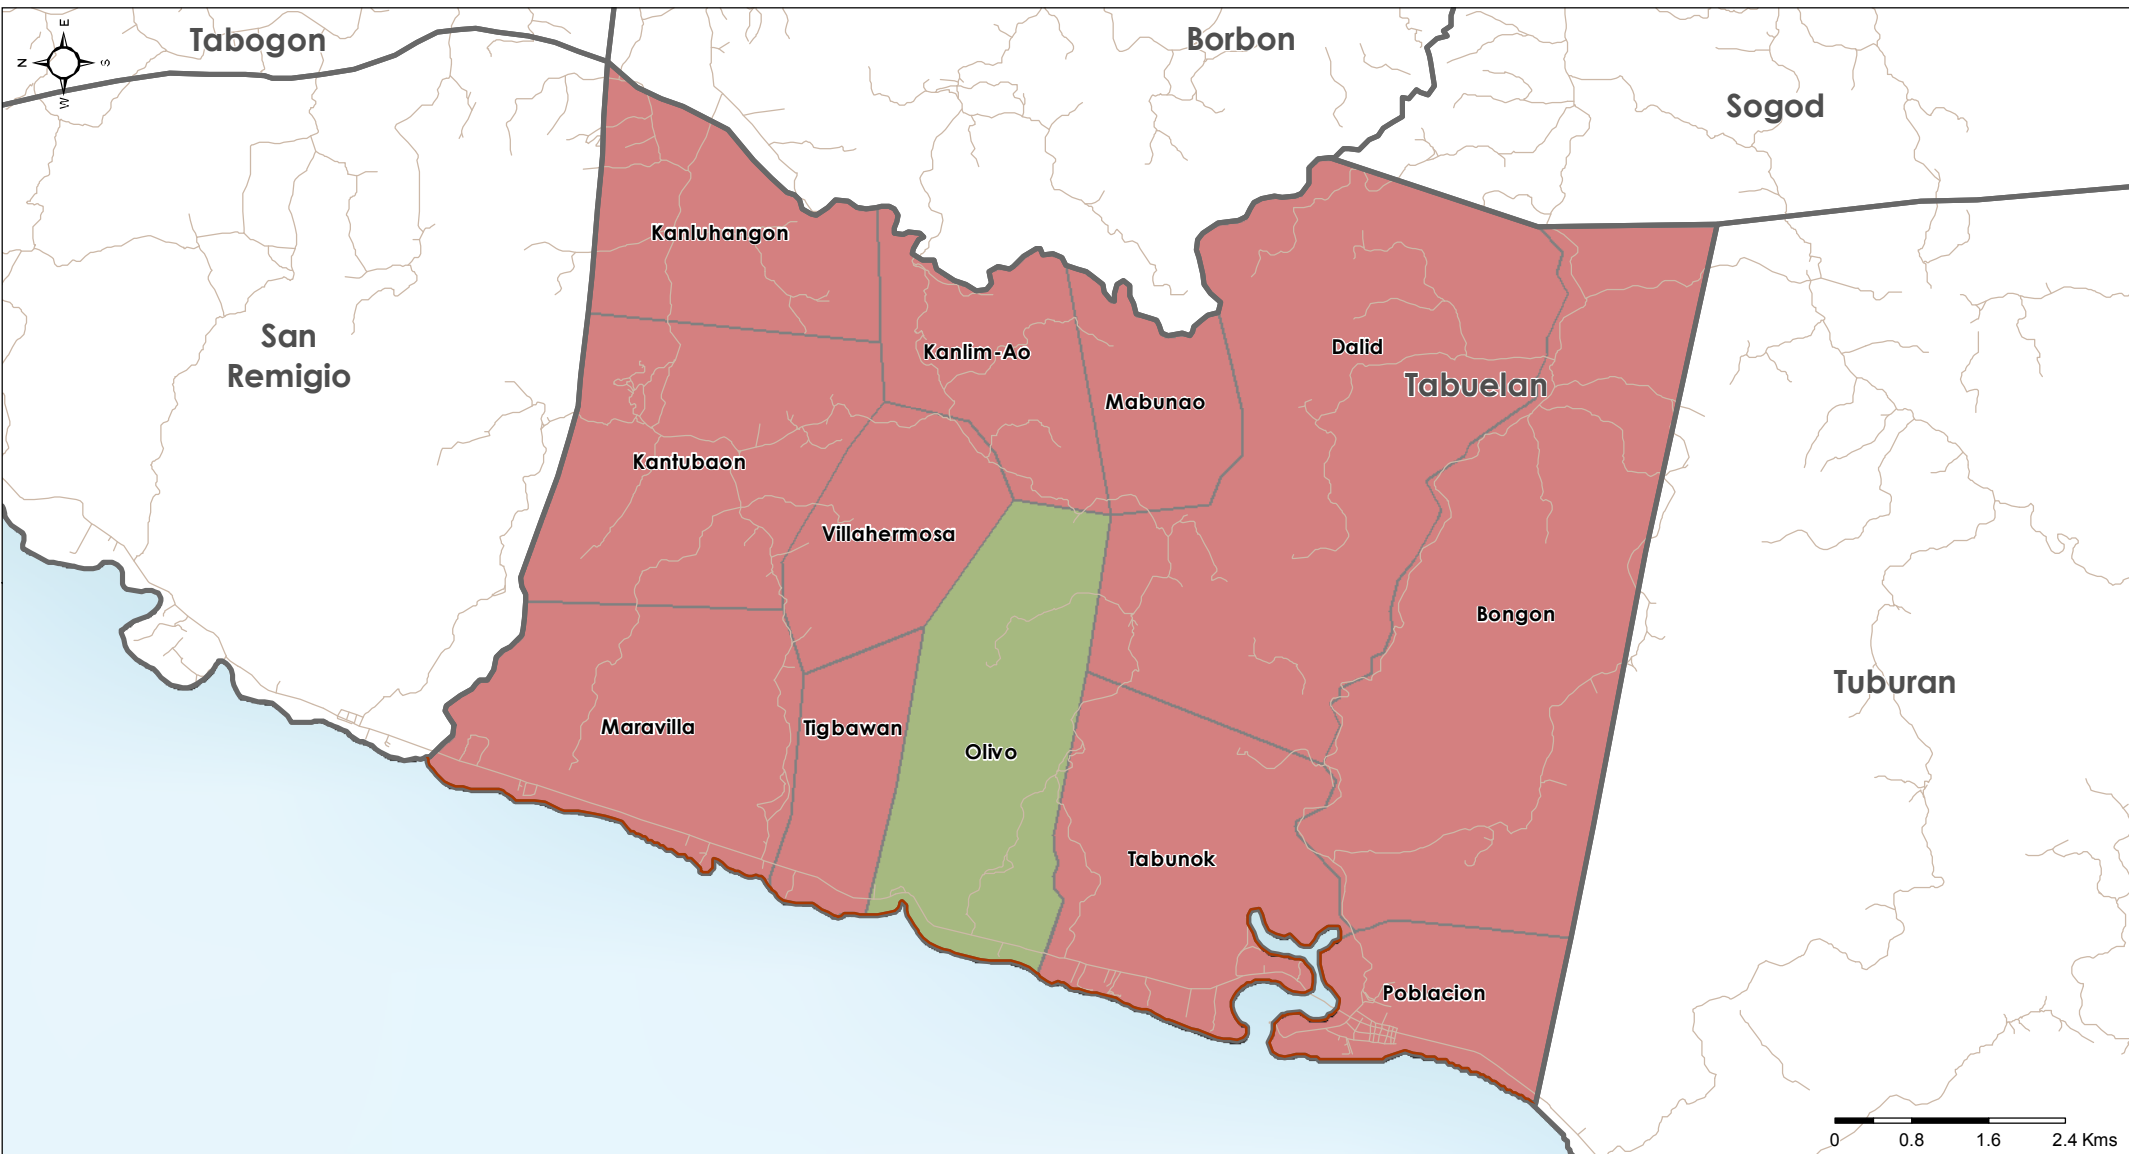 Tabogon
Borbon
Sogod
E
N
S
W
Kanluhangon
San
Remigio
Kanlim-Ao
Dalid
Tabuelan
Mabunao
Kantubaon
Villahermosa
Bongon
Tuburan
Maravilla
Tigbawan
Olivo
Tabunok
Poblacion
0 0.8 1.6 2.4 Kms